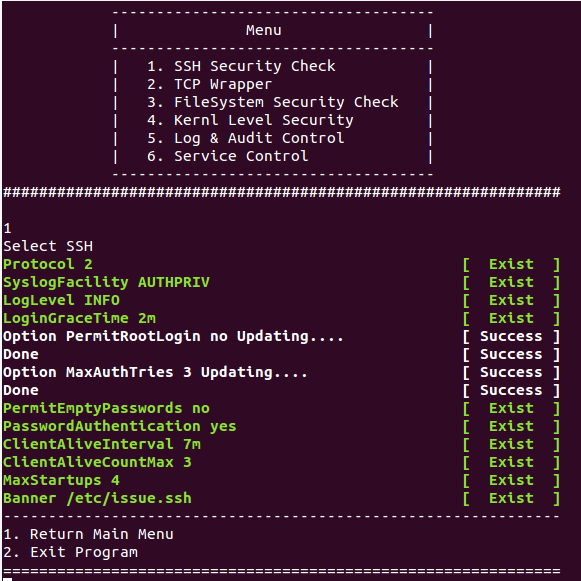 ------------------------------------
|              Menu                |
------------------------------------
|   1. SSH Security Check          |
|   2. TCP Wrapper                 |
|   3. FileSystem Security Check   |
|   4. Kernl Level Security        |
|   5. Log & Audit Control         |
|   6. Service Control             |
------------------------------------
##############################################################
1
Select SSH
Protocol 2                                         [  Exist  ]
SyslogFacility AUTHPRIV                            [  Exist  ]
LogLevel INFO                                      [  Exist  ]
LoginGraceTime 2m                                  [  Exist  ]
Option PermitRootLogin no Updating....             [ Success ]
Done                                               [ Success ]
Option MaxAuthTries 3 Updating....                 [ Success ]
Done                                               [ Success ]
PermitEmptyPasswords no                            [  Exist  ]
PasswordAuthentication yes                         [  Exist  ]
ClientAliveInterval 7m                             [  Exist  ]
ClientAliveCountMax 3                              [  Exist  ]
MaxStartups 4                                      [  Exist  ]
Banner /etc/issue.ssh                              [  Exist  ]
--------------------------------------------------------------
1. Return Main Menu
2. Exit Program
==============================================================